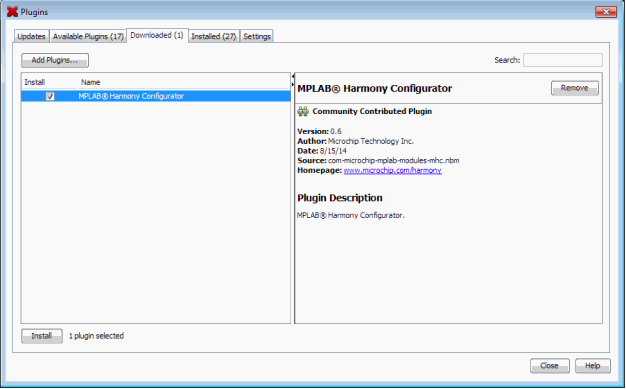 Plugins
Updates Available Plugins (17) Downloaded (1) Installed (27) Settings
Add Plugins... Search:
Install Name
MPLAB® Harmony Configurator
MPLAB® Harmony Configurator Remove
Community Contributed Plugin
Version: 0.6
Author: Microchip Technology Inc.
Date: 8/15/14
Source: com-microchip-mplab-modules-mhc.nbm
Homepage: www.microchip.com/harmony
Plugin Description
MPLAB® Harmony Configurator.
Install 1 plugin selected
Close Help